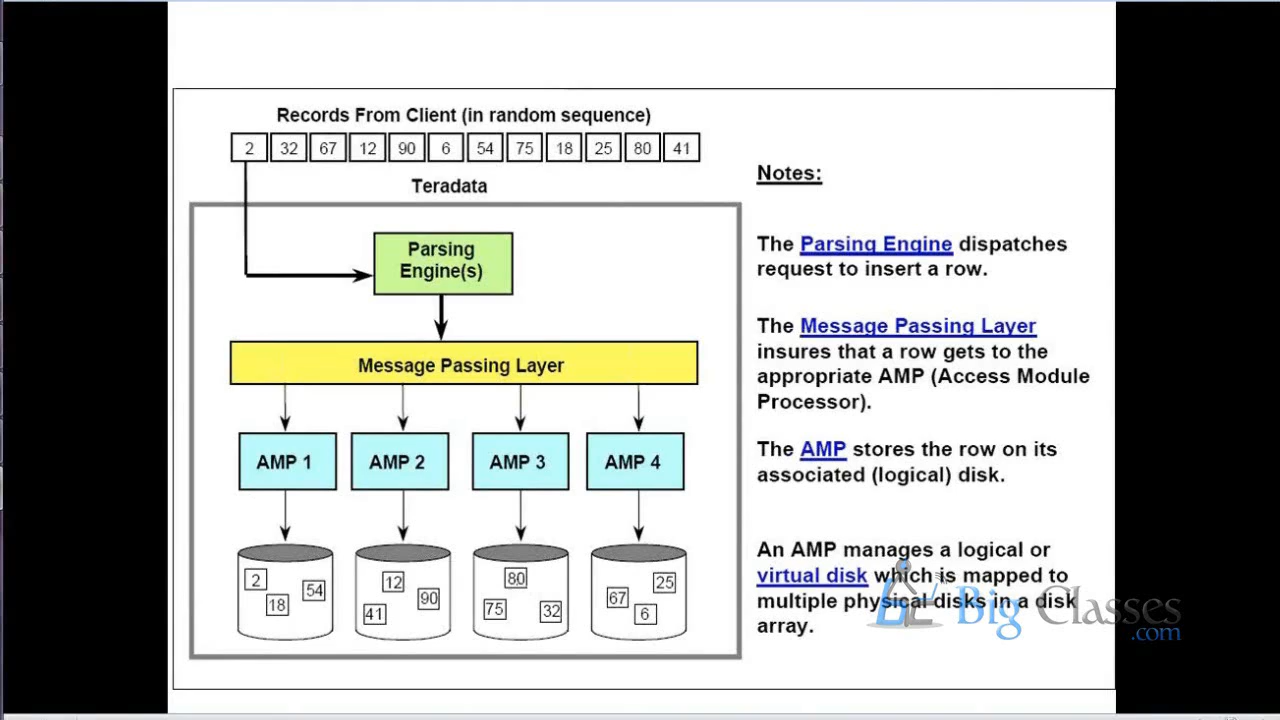 Records From Client (in random sequence)
2 32 67 12 90 6 54 75 18 25 80 41
Teradata
Parsing
Engine(s)
Message Passing Layer
AMP 1 AMP 2 AMP 3 AMP 4
2 54 18
12 90 41
80 75 32
25 67 6
Notes:
The Parsing Engine dispatches
request to insert a row.
The Message Passing Layer
insures that a row gets to the
appropriate AMP (Access Module
Processor).
The AMP stores the row on its
associated (logical) disk.
An AMP manages a logical or
virtual disk which is mapped to
multiple physical disks in a disk
array.
Big Classes
.com